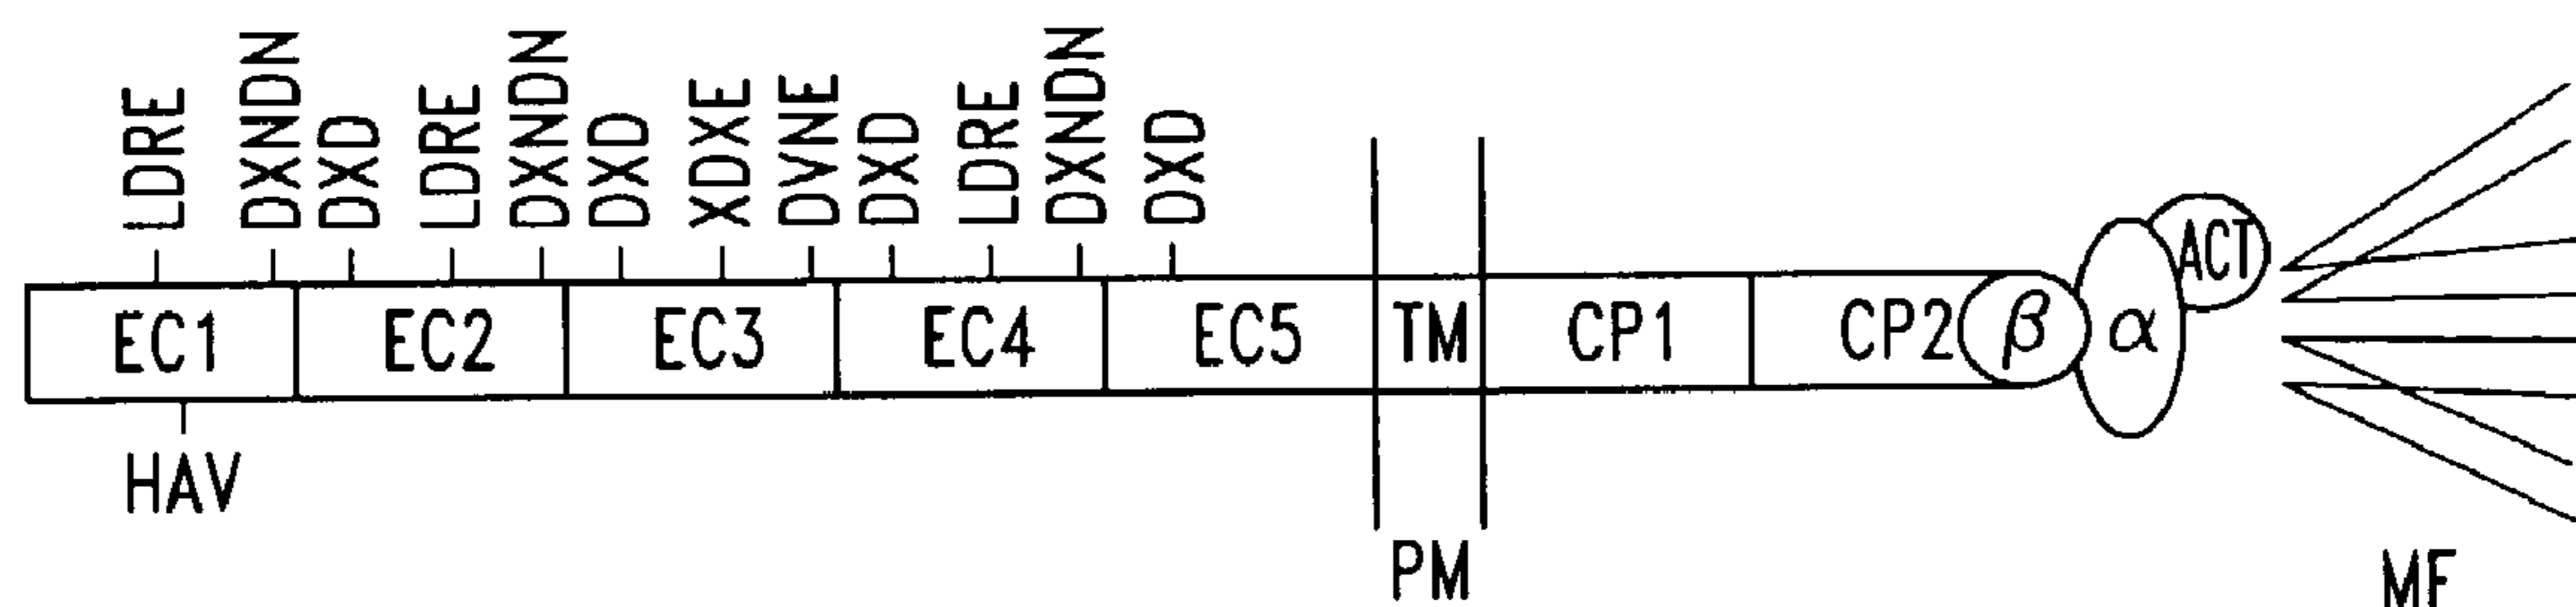 LDRE DXNDN DXD LDRE DXNDN DXD XDXE DVNE DXD LDRE DXNDN DXD
EC1 EC2 EC3 EC4 EC5 TM CP1 CP2 β α ACT
HAV
PM
MF